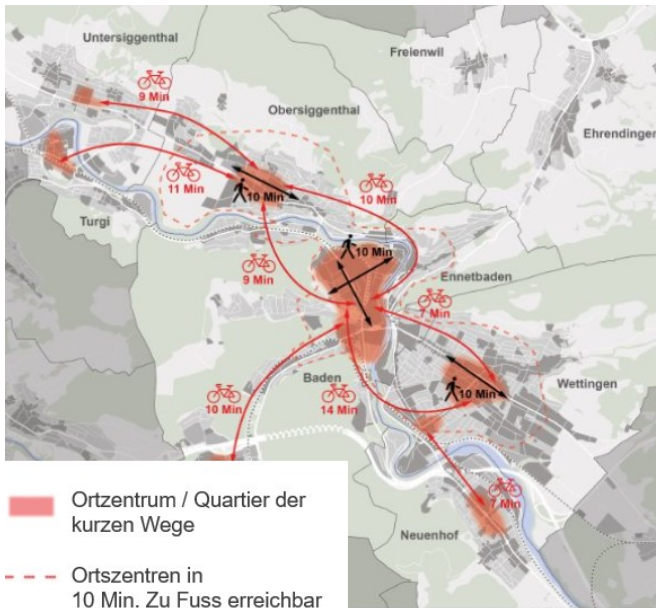 Untersiggenthal
Freienwil
9 Min
Obersiggenthal
Ehrendingen
11 Min
10 Min
10 Min
Turgi
10 Min
9 Min
Ennetbaden
7 Min
10 Min
Baden
14 Min
10 Min
Wettingen
7 Min
Neuenhof
Ortzentrum / Quartier der
kurzen Wege
Ortszentren in
10 Min. Zu Fuss erreichbar